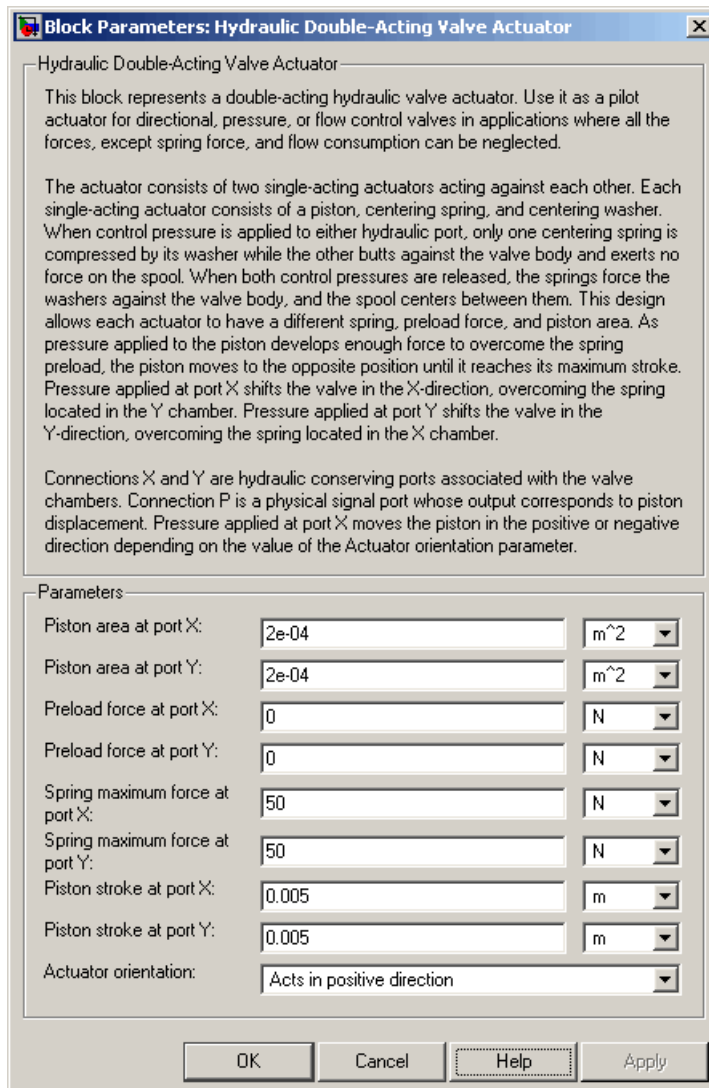 Block Parameters: Hydraulic Double-Acting Valve Actuator
Hydraulic Double-Acting Valve Actuator
This block represents a double-acting hydraulic valve actuator. Use it as a pilot
actuator for directional, pressure, or flow control valves in applications where all the
forces, except spring force, and flow consumption can be neglected.
The actuator consists of two single-acting actuators acting against each other. Each
single-acting actuator consists of a piston, centering spring, and centering washer.
When control pressure is applied to either hydraulic port, only one centering spring is
compressed by its washer while the other butts against the valve body and exerts no
force on the spool. When both control pressures are released, the springs force the
washers against the valve body, and the spool centers between them. This design
allows each actuator to have a different spring, preload force, and piston area. As
pressure applied to the piston develops enough force to overcome the spring
preload, the piston moves to the opposite position until it reaches its maximum stroke.
Pressure applied at port X shifts the valve in the X-direction, overcoming the spring
located in the Y chamber. Pressure applied at port Y shifts the valve in the
Y-direction, overcoming the spring located in the X chamber.
Connections X and Y are hydraulic conserving ports associated with the valve
chambers. Connection P is a physical signal port whose output corresponds to piston
displacement. Pressure applied at port X moves the piston in the positive or negative
direction depending on the value of the Actuator orientation parameter.
Parameters
Piston area at port X: 2e-04 m^2
Piston area at port Y: 2e-04 m^2
Preload force at port X: 0 N
Preload force at port Y: 0 N
Spring maximum force at
port X: 50 N
Spring maximum force at
port Y: 50 N
Piston stroke at port X: 0.005 m
Piston stroke at port Y: 0.005 m
Actuator orientation: Acts in positive direction
OK Cancel Help Apply